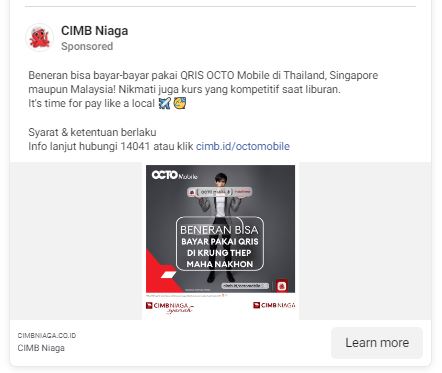 CIMB Niaga
Sponsored
Beneran bisa bayar-bayar pakai QRIS OCTO Mobile di Thailand, Singapore
maupun Malaysia! Nikmati juga kurs yang kompetitif saat liburan.
It's time for pay like a local
Syarat & ketentuan berlaku
Info lanjut hubungi 14041 atau klik cimb.id/octomobile
OCTO Mobile
BENERAN BISA
BAYAR PAKAI QRIS
DI KRUNG THEP
MAHA NAKHON
cimb.id/octomobile
CIMB NIAGA syariah
CIMB NIAGA
CIMBNIAGA.CO.ID
CIMB Niaga
Learn more